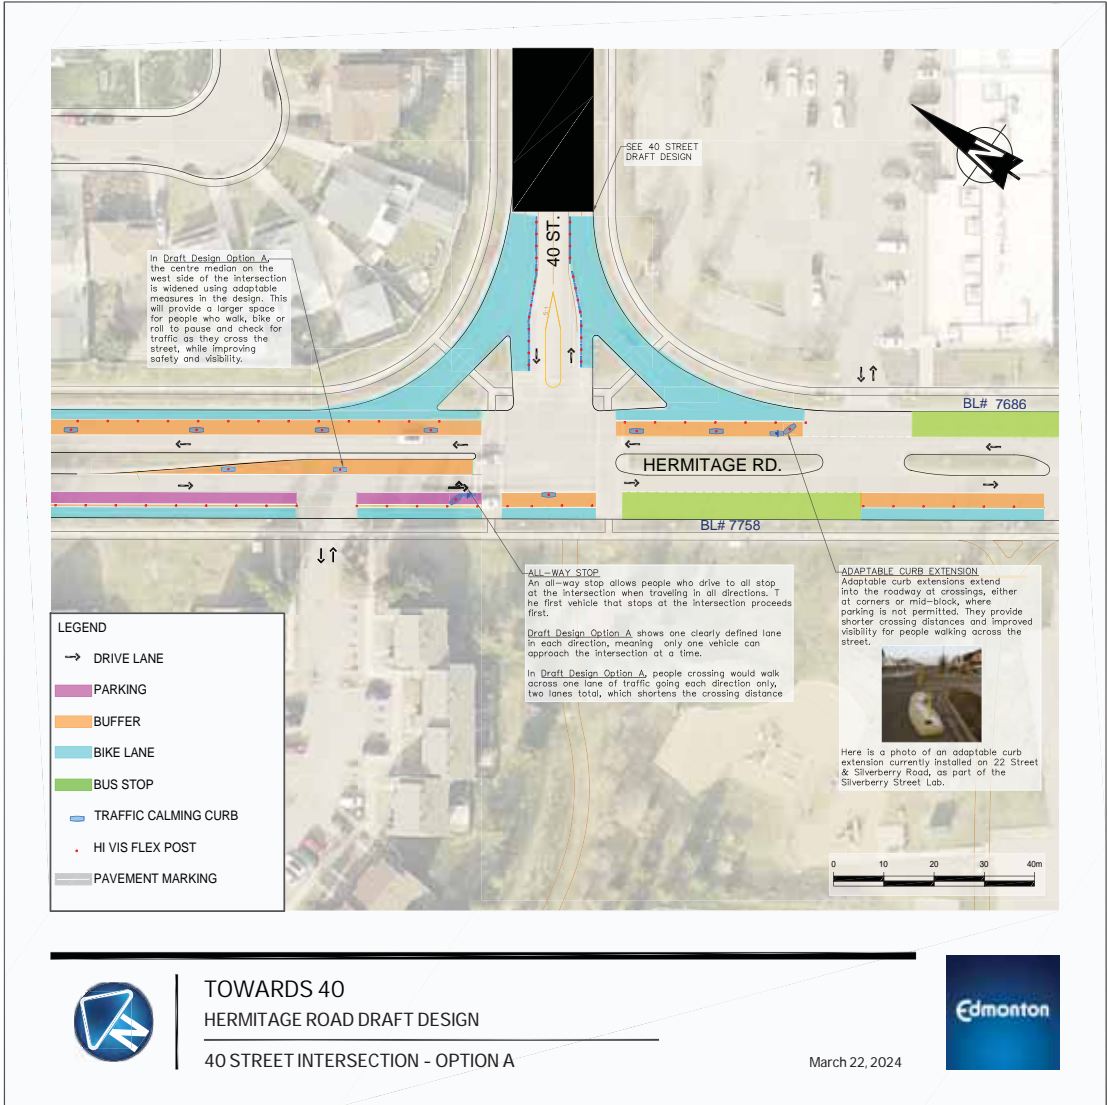 SEE 40 STREET
DRAFT DESIGN
40 ST.
N
In Draft Design Option A,
the centre median on the
west side of the intersection
is widened using adaptable
measures in the design. This
will provide a larger space
for people who walk, bike or
roll to pause and check for
traffic as they cross the
street, while improving
safety and visibility.
BL# 7686
HERMITAGE RD.
BL# 7758
ALL-WAY STOP
An all-way stop allows people who drive to all stop
at the intersection when traveling in all directions. T
he first vehicle that stops at the intersection proceeds
first.
Draft Design Option A shows one clearly defined lane
in each direction, meaning only one vehicle can
approach the intersection at a time.
In Draft Design Option A, people crossing would walk
across one lane of traffic going each direction only,
two lanes total, which shortens the crossing distance
ADAPTABLE CURB EXTENSION
Adaptable curb extensions extend
into the roadway at crossings, either
at corners or mid-block, where
parking is not permitted. They provide
shorter crossing distances and improved
visibility for people walking across the
street.
Here is a photo of an adaptable curb
extension currently installed on 22 Street
& Silverberry Road, as part of the
Silverberry Street Lab.
LEGEND
DRIVE LANE
PARKING
BUFFER
BIKE LANE
BUS STOP
TRAFFIC CALMING CURB
HI VIS FLEX POST
PAVEMENT MARKING
0 10 20 30 40m
N
TOWARDS 40
HERMITAGE ROAD DRAFT DESIGN
40 STREET INTERSECTION - OPTION A
March 22, 2024
Edmonton